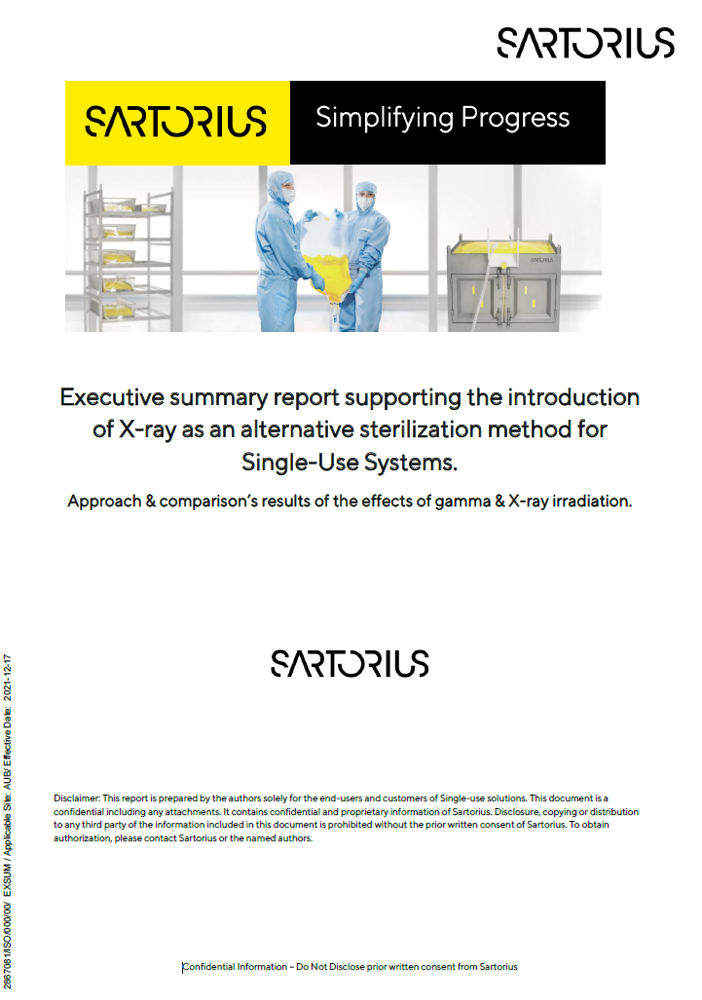 SARTORIUS
SARTORIUS
Simplifying Progress
SARTORIUS
Executive summary report supporting the introduction
of X-ray as an alternative sterilization method for
Single-Use Systems.
Approach & comparison's results of the effects of gamma & X-ray irradiation.
SARTORIUS
2867081/ISO/000/00/ EXSUM / Applicable Site: AUB/ Effective Date: 2021-12-17
Disclaimer: This report is prepared by the authors solely for the end-users and customers of Single-use solutions. This document is a
confidential including any attachments. It contains confidential and proprietary information of Sartorius. Disclosure, copying or distribution
to any third party of the information included in this document is prohibited without the prior written consent of Sartorius. To obtain
authorization, please contact Sartorius or the named authors.
Confidential Information – Do Not Disclose prior written consent from Sartorius